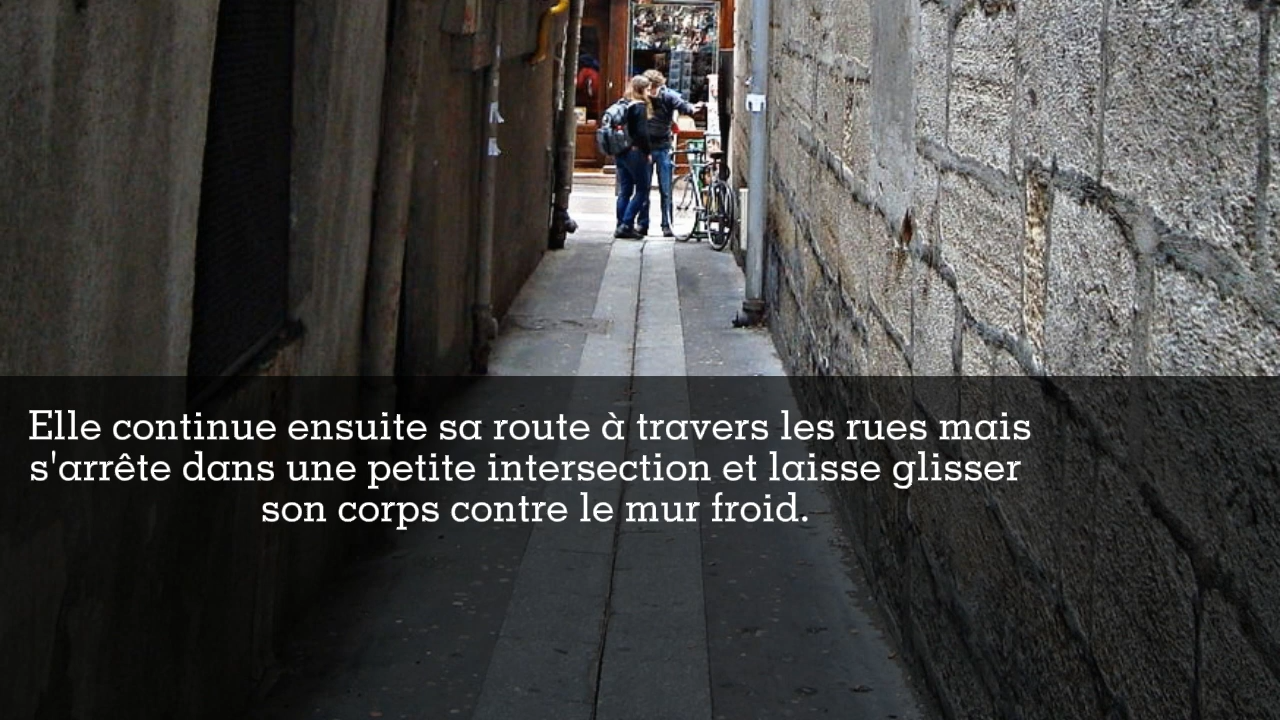 Elle continue ensuite sa route à travers les rues mais
s'arrête dans une petite intersection et laisse glisser
son corps contre le mur froid.